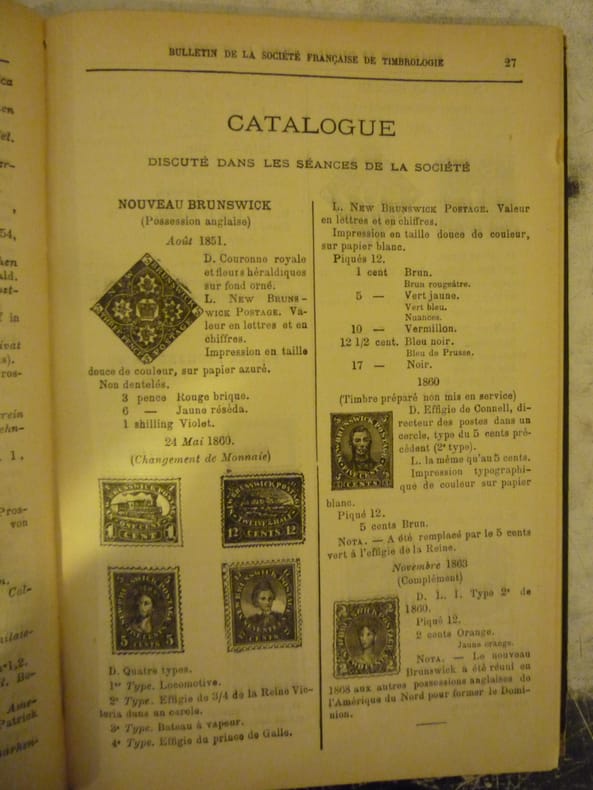 BULLETIN DE LA SOCIÉTÉ FRANÇAISE DE TIMBROLOGIE 27
CATALOGUE
DISCUTÉ DANS LES SÉANCES DE LA SOCIÉTÉ
NOUVEAU BRUNSWICK
(Possession anglaise)
Août 1851.
D. Couronne royale
et fleurs héraldiques
sur fond orné.
L. NEW BRUNS-
WICK POSTAGE. Va-
leur en lettres et en
chiffres.
Impression en taille
douce de couleur, sur papier azuré.
Non dentelés.
3 pence Rouge brique.
6 — Jaune réséda.
1 shilling Violet.
24 Mai 1860.
(Changement de Monnaie)
1 ONE CENT 1
CENT
12 12
CENTS
5 5
CENTS
D. Quatre types.
1er Type. Locomotive.
2e Type. Effigie de 3/4 de la Reine Vic-
toria dans un cercle.
3e Type. Bateau à vapeur.
4e Type. Effigie du prince de Galle.
L. NEW BRUNSWICK POSTAGE. Valeur
en lettres et en chiffres.
Impression en taille douce de couleur,
sur papier blanc.
Piqués 12.
1 cent Brun.
Brun rougeâtre.
5 — Vert jaune.
Vert bleu.
Nuances.
10 — Vermillon.
12 1/2 cent. Bleu noir.
Bleu de Prusse.
17 — Noir.
1860
(Timbre préparé non mis en service)
D. Effigie de Connell, di-
recteur des postes dans un
cercle, type du 5 cents pré-
cédent (2e type).
L. la même qu'au 5 cents.
Impression typographi-
que de couleur sur papier
blanc.
Piqué 12.
5 cents Brun.
NOTA. — A été remplacé par le 5 cents
vert à l'effigie de la Reine.
Novembre 1863
(Complément)
D. L. I. Type 2e de
1860.
Piqué 12.
2 cents Orange.
Jaune orange.
NOTA. — Le nouveau
Brunswick a été réuni en
1868 aux autres possessions anglaises de
l'Amérique du Nord pour former le Domi-
nion.